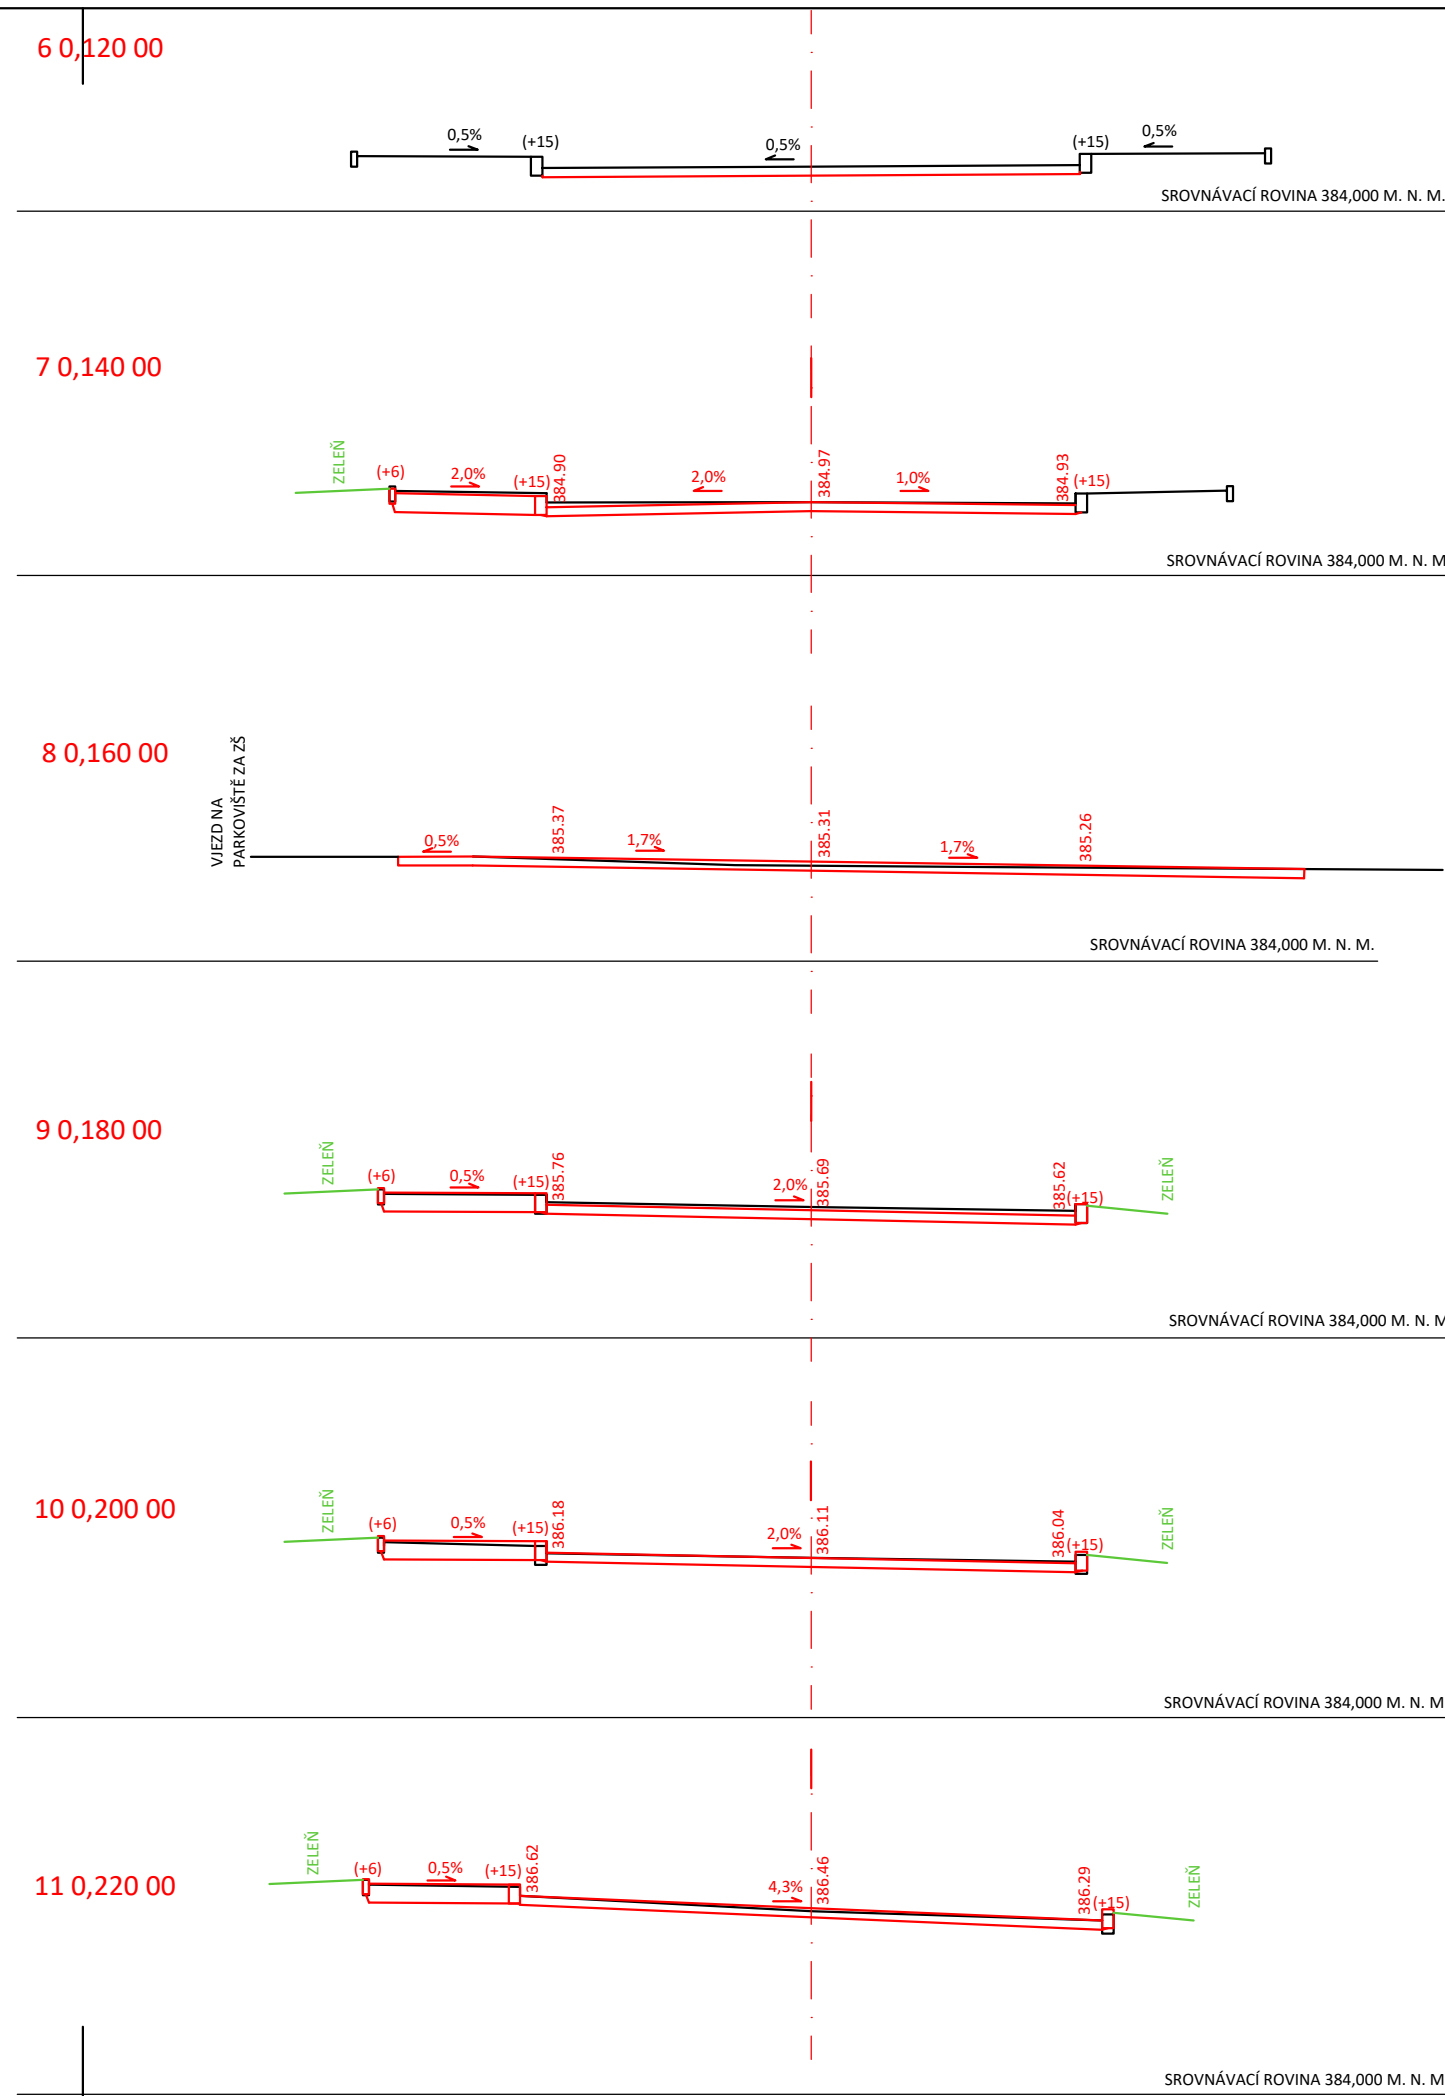 6 0,120 00
0,5%
(+15)
0,5%
(+15)
0,5%
SROVNÁVACÍ ROVINA 384,000 M. N. M.
7 0,140 00
ZELEŇ
(+6)
2,0%
(+15)
384.90
2,0%
384.97
1,0%
384.93
(+15)
SROVNÁVACÍ ROVINA 384,000 M. N. M
8 0,160 00
VJEZD NA
PARKOVIŠTĚ ZA ZŠ
0,5%
385.37
1,7%
385.31
1,7%
385.26
SROVNÁVACÍ ROVINA 384,000 M. N. M.
9 0,180 00
ZELEŇ
(+6)
0,5%
(+15)
385.76
2,0%
385.69
385.62
(+15)
ZELEŇ
SROVNÁVACÍ ROVINA 384,000 M. N. M
10 0,200 00
ZELEŇ
(+6)
0,5%
(+15)
386.18
2,0%
386.11
386.04
(+15)
ZELEŇ
SROVNÁVACÍ ROVINA 384,000 M. N. M
11 0,220 00
ZELEŇ
(+6)
0,5%
(+15)
386.62
4,3%
386.46
386.29
(+15)
ZELEŇ
SROVNÁVACÍ ROVINA 384,000 M. N. M